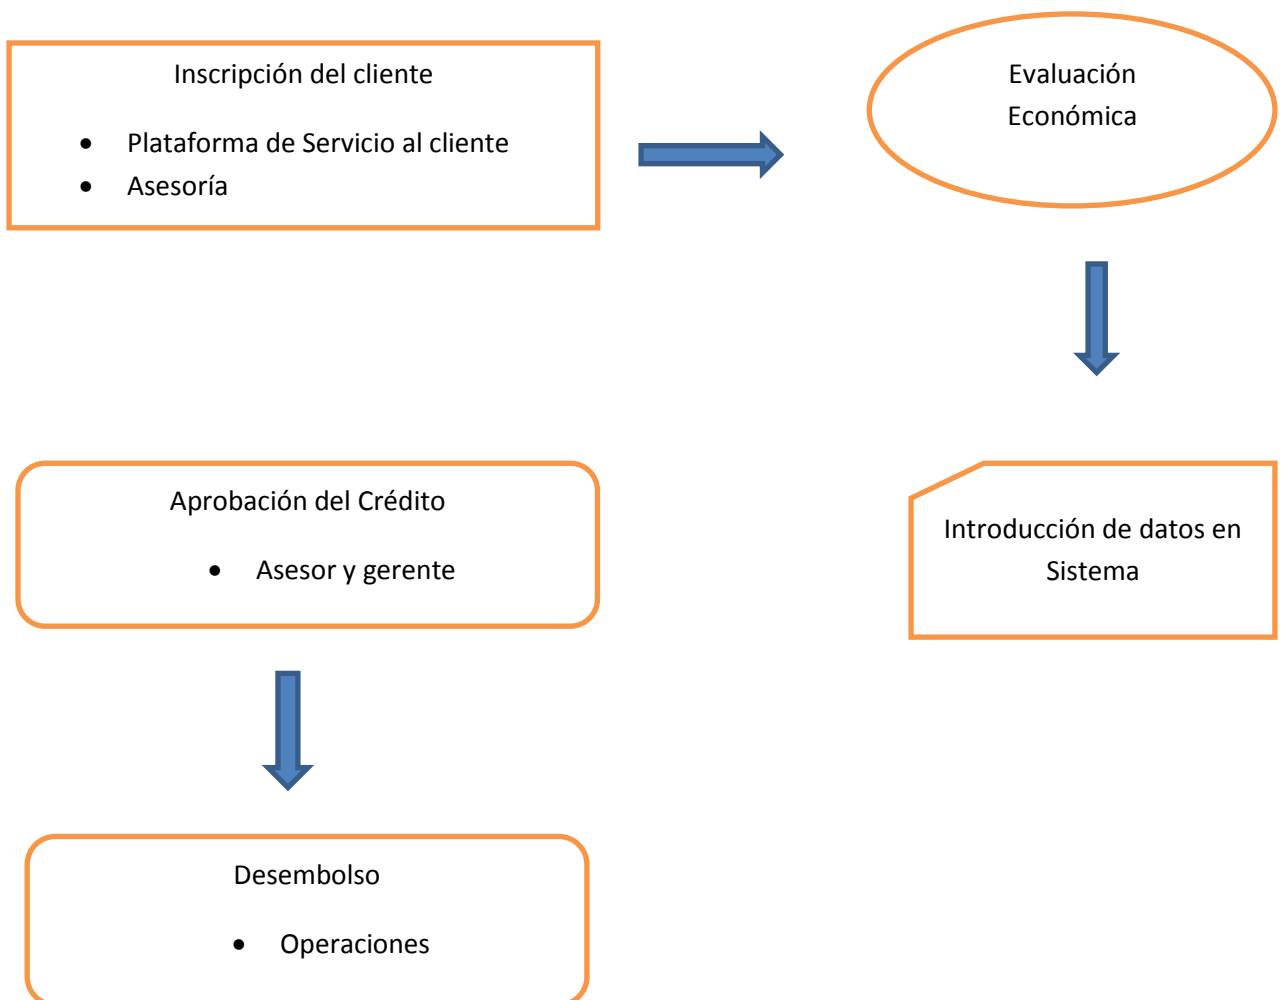 Inscripción del cliente
• Plataforma de Servicio al cliente
• Asesoría
Evaluación
Económica
Introducción de datos en
Sistema
Aprobación del Crédito
• Asesor y gerente
Desembolso
• Operaciones